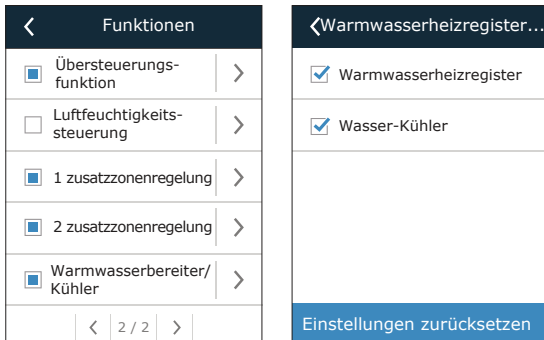 Funktionen
Übersteuerungs-
funktion
Luftfeuchtigkeits-
steuerung
1 zusatzzonenregelung
2 zusatzzonenregelung
Warmwasserbereiter/
Kühler
2 / 2
Warmwasserheizregister...
Warmwasserheizregister
Wasser-Kühler
Einstellungen zurücksetzen